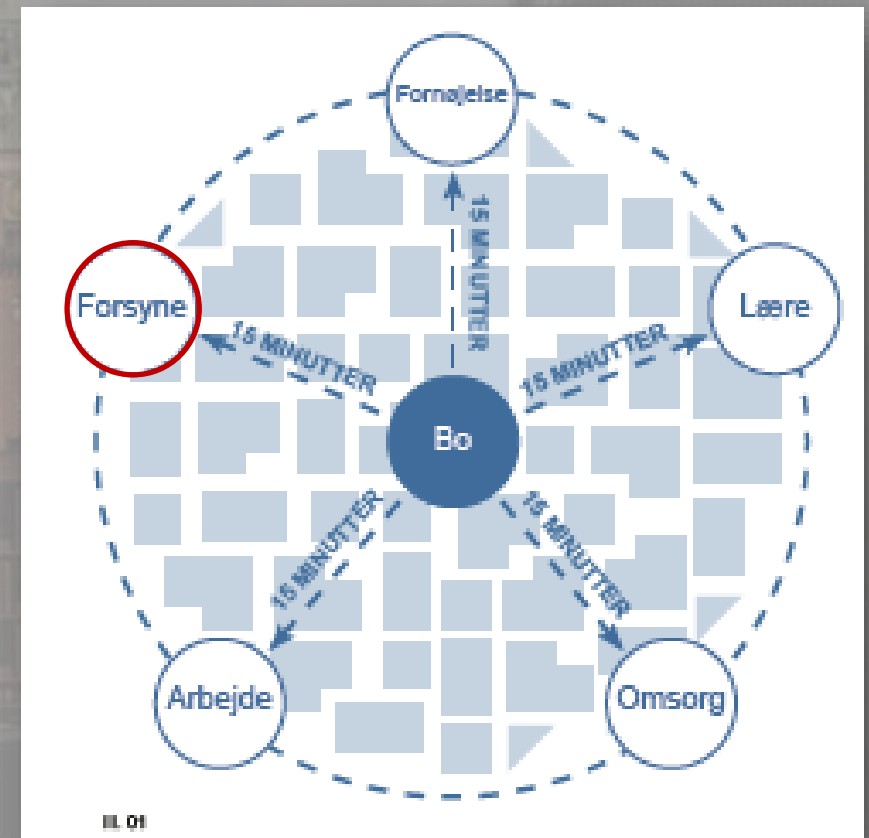 Fornøjelse
15 MINUTTER
Forsyne
Lære
15 MINUTTER
15 MINUTTER
Bo
15 MINUTTER
15 MINUTTER
Arbejde
Omsorg
Ill. 01